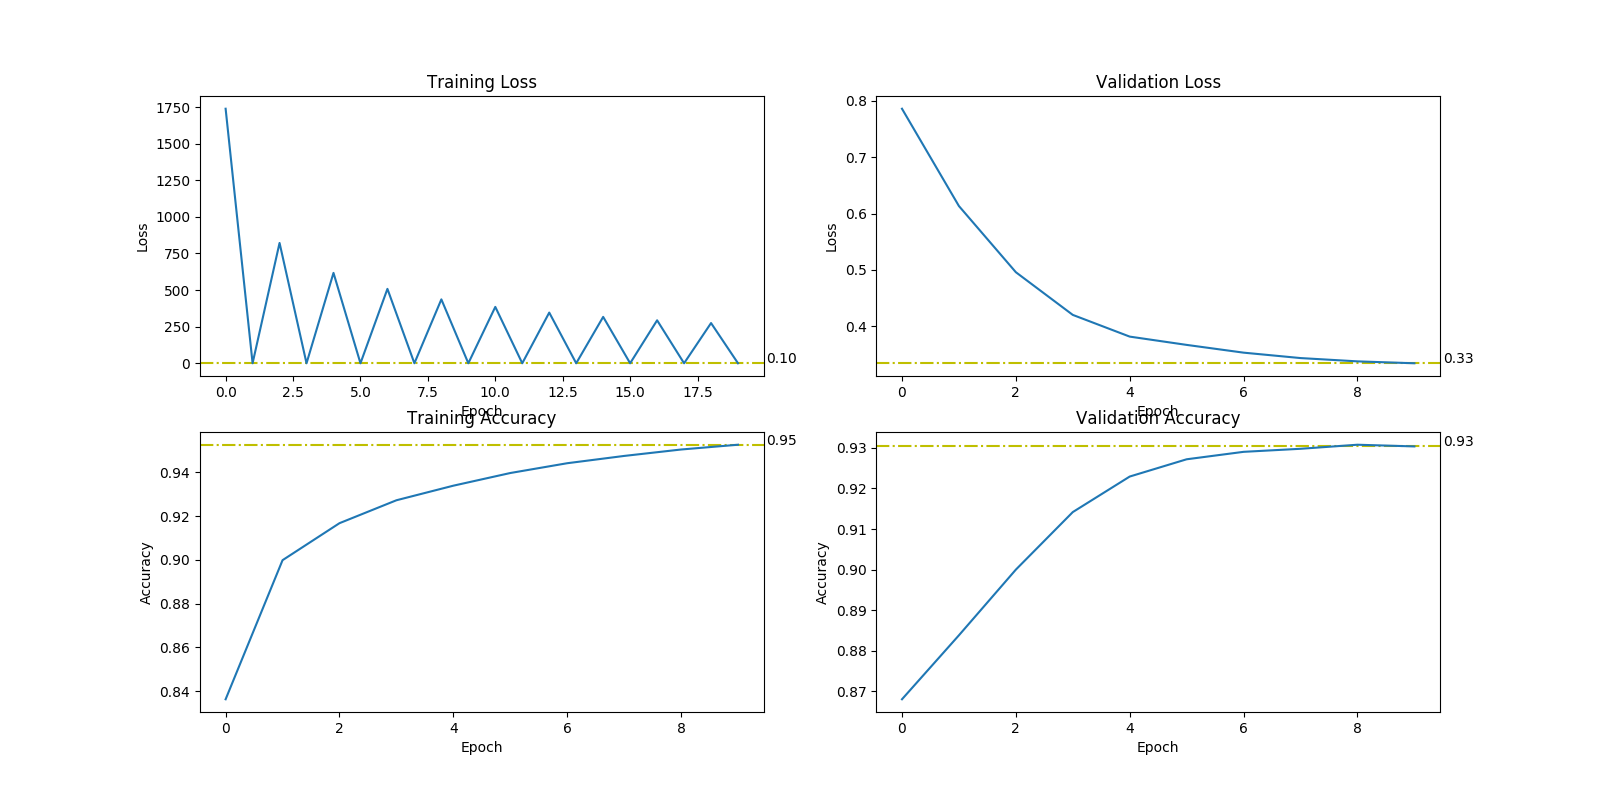 Training Loss
1750
1500
1250
1000
750
500
250
0
Loss
0.10
0.0 2.5 5.0 7.5 10.0 12.5 15.0 17.5
Epoch
Validation Loss
0.8
0.7
0.6
0.5
0.4
Loss
0.33
0 2 4 6 8
Epoch
Training Accuracy
0.95
0.94
0.92
0.90
0.88
0.86
0.84
Accuracy
0 2 4 6 8
Epoch
Validation Accuracy
0.93
0.93
0.92
0.91
0.90
0.89
0.88
0.87
Accuracy
0 2 4 6 8
Epoch